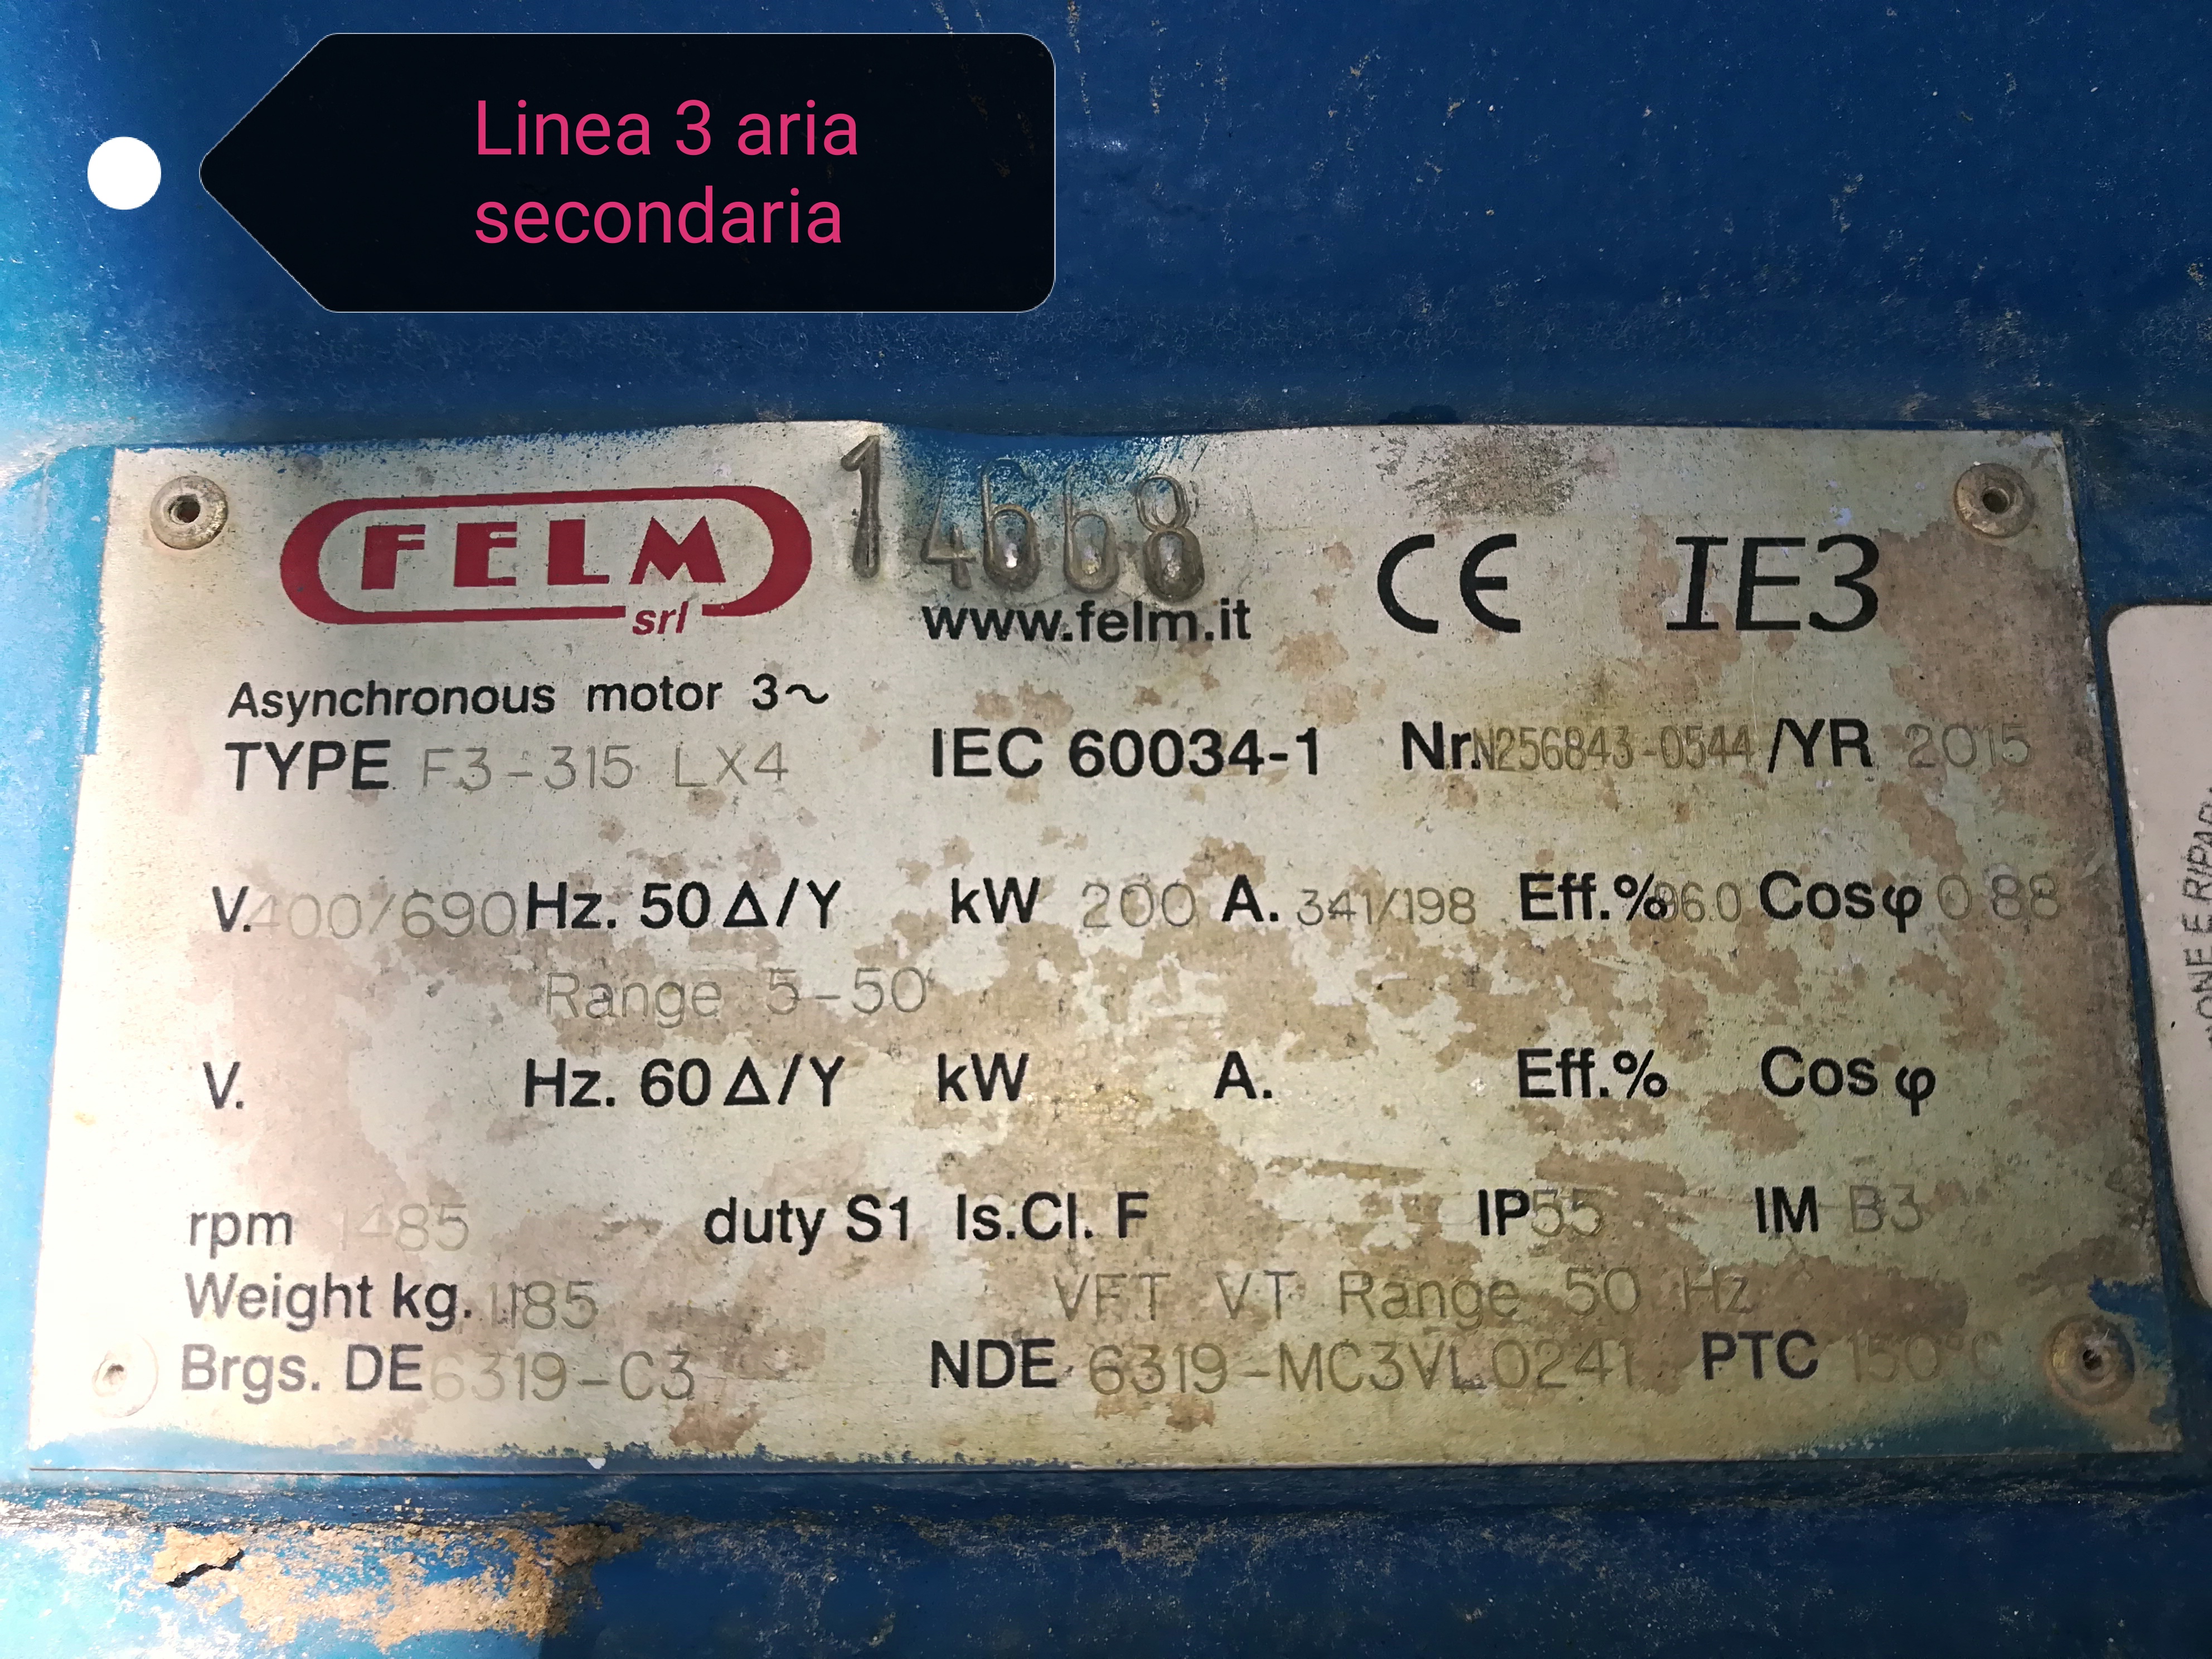 Linea 3 aria
secondaria
14668
FELM
srl
www.felm.it
CE IE3
Asynchronous motor 3~
TYPE F3-315 LX4 IEC 60034-1 Nr. N256843-0544 /YR 2015
V. 400/690 Hz. 50 Δ/Y kW 200 A. 341/198 Eff.% 96.0 Cosφ 0.88
Range 5-50
V. Hz. 60 Δ/Y kW A. Eff.% Cos φ
rpm 1485 duty S1 Is.Cl. F IP55 IM B3
Weight kg. 1185 VFT VT Range 50 Hz
Brgs. DE 6319-C3 NDE 6319-MC3VL0241 PTC 150°C